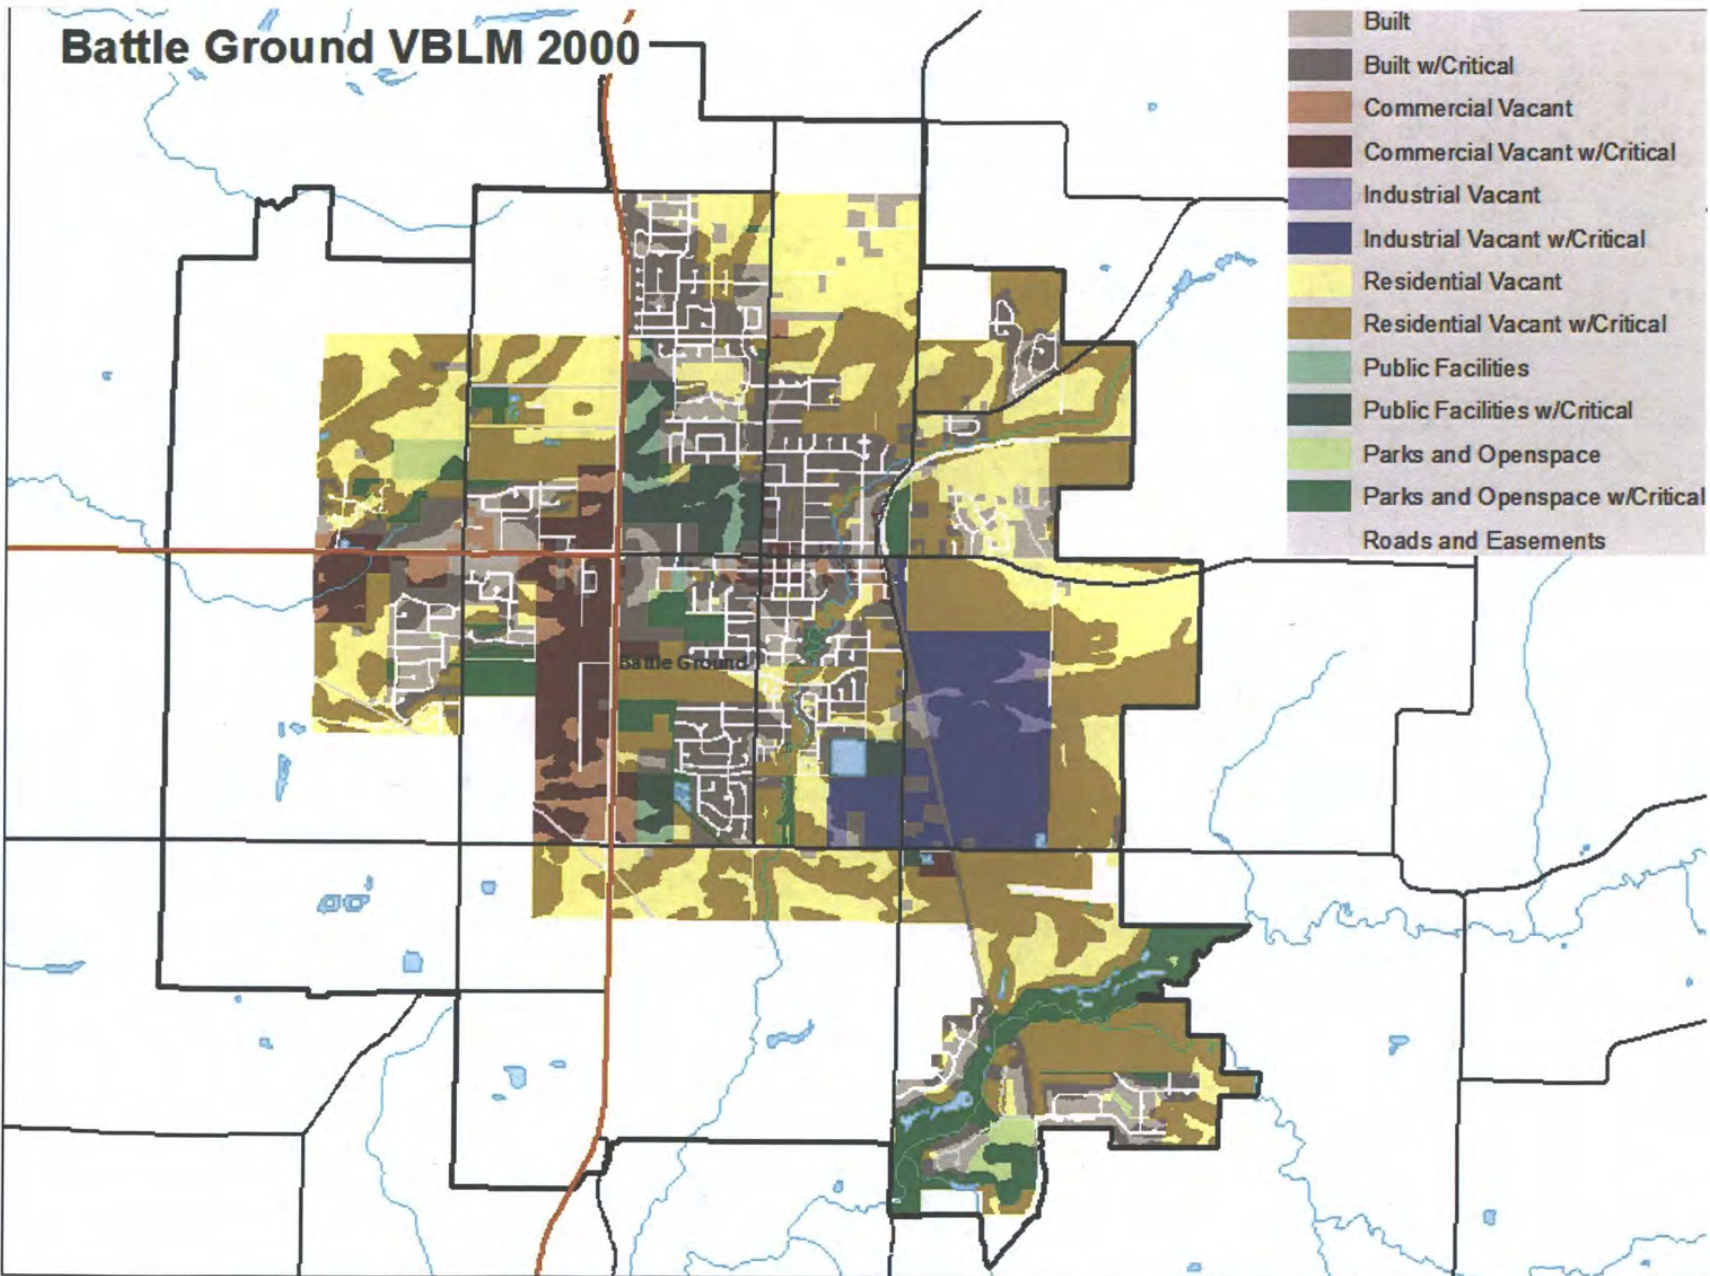 Battle Ground VBLM 2000
Built
Built w/Critical
Commercial Vacant
Commercial Vacant w/Critical
Industrial Vacant
Industrial Vacant w/Critical
Residential Vacant
Residential Vacant w/Critical
Public Facilities
Public Facilities w/Critical
Parks and Openspace
Parks and Openspace w/Critical
Roads and Easements
Battle Ground